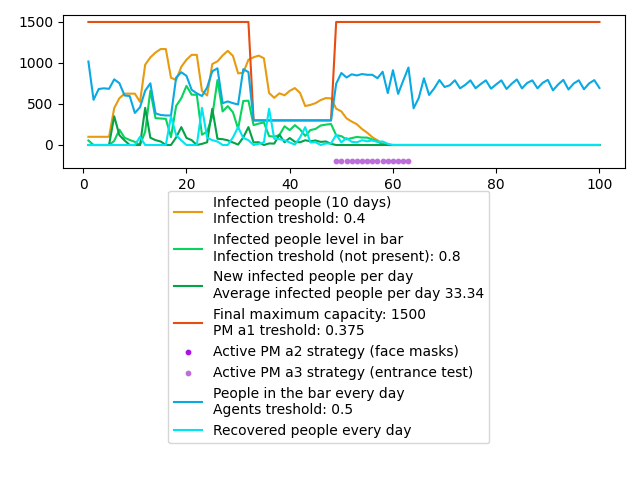 1500
1000
500
0
0 20 40 60 80 100
Infected people (10 days)
Infection treshold: 0.4
Infected people level in bar
Infection treshold (not present): 0.8
New infected people per day
Average infected people per day 33.34
Final maximum capacity: 1500
PM a1 treshold: 0.375
Active PM a2 strategy (face masks)
Active PM a3 strategy (entrance test)
People in the bar every day
Agents treshold: 0.5
Recovered people every day